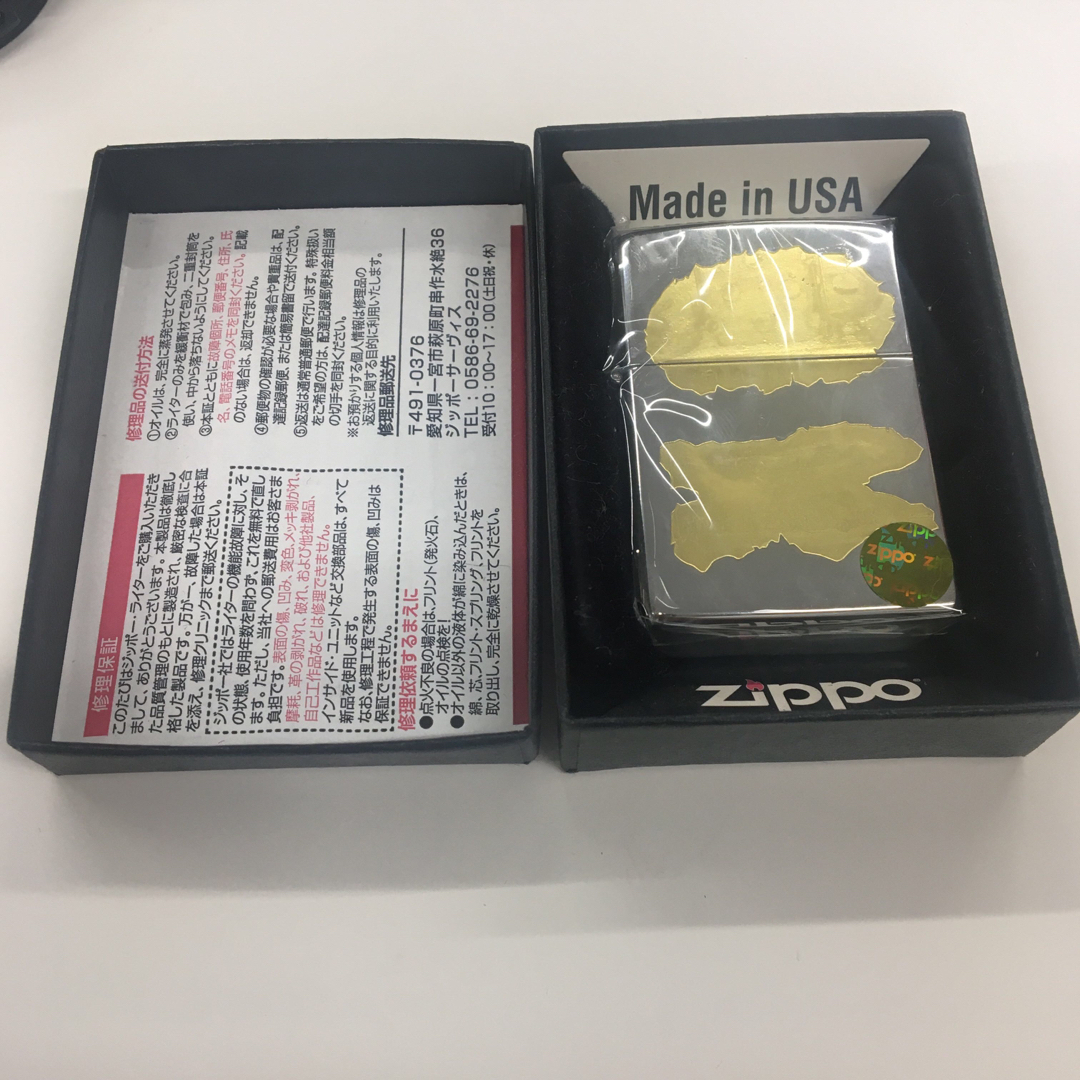 修理保証
このたびはジッポー・ライターをご購入いただき
まして、ありがとうございます。本製品は徹底し
た品質管理のもとに製造され、厳密な検査に合
格した製品です。万が一、故障した場合は本証
を添え、修理クリニックまで郵送ください。
ジッポー社ではライターの機能故障に対し、そ
の状態、使用年数を問わず、これを無料で直し
ます。ただし、当社への郵送費用はお客さま
負担です。表面の傷、凹み、変色、メッキ剥がれ、
摩耗、革の剥がれ、破れ、および他社製品、
自己工作品などは修理できません。
インサイド・ユニットなど交換部品は、すべて
新品を使用します。
なお、修理工程で発生する表面の傷、凹みは
保証できません。
修理依頼するまえに
●点火不良の場合は、フリント(発火石)、
オイルの点検を!
●オイル以外の液体が綿に染み込んだときは、
綿、芯、フリント・スプリング、フリントを
取り出し、完全に乾燥させてください。
修理品の送付方法
①オイルは、完全に蒸発させてください。
②ライターのみを緩衝材で包み、二重封筒を
使い、中から落ちないようにしてください。
③本証とともに故障個所、郵便番号、住所、氏
名、電話番号のメモを同封ください。記載
のない場合は、返却できません。
④郵便物の確認が必要な場合や貴重品は、配
達記録郵便、または簡易書留で送付ください。
⑤返送は通常普通郵便で行います。特殊扱い
をご希望の方は、配達記録郵便料金相当額
の切手を同封ください。
※お預かりする個人情報は修理品の
返送に関する目的に利用いたします。
修理品郵送先
〒491-0376
愛知県一宮市萩原町串作水絶36
ジッポーサーヴィス
TEL:0586-69-2276
受付10:00〜17:00(土日祝・休)
Made in USA
zippo
zippo
zippo